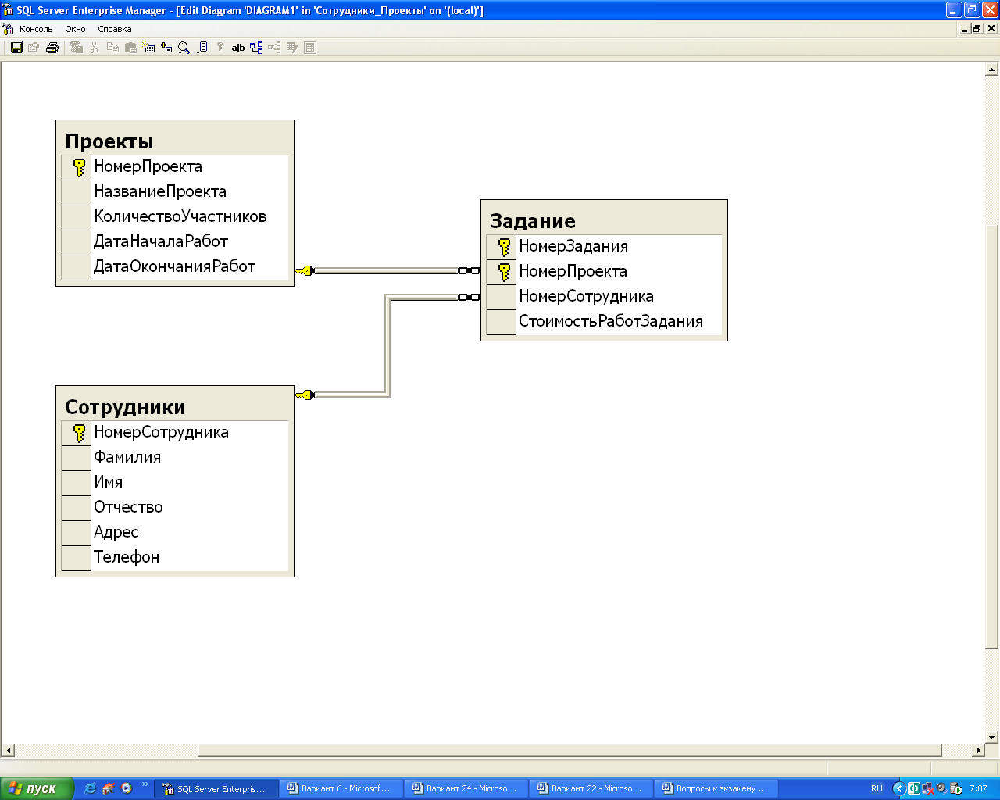 SQL Server Enterprise Manager - [Edit Diagram 'DIAGRAM1' in 'Сотрудники_Проекты' on '(local)']
Консоль Окно Справка
a|b
Проекты
НомерПроекта
НазваниеПроекта
КоличествоУчастников
ДатаНачалаРабот
ДатаОкончанияРабот
Задание
НомерЗадания
НомерПроекта
НомерСотрудника
СтоимостьРаботЗадания
Сотрудники
НомерСотрудника
Фамилия
Имя
Отчество
Адрес
Телефон
пуск
SQL Server Enterpris...
Вариант 6 - Microsof...
Вариант 24 - Microso...
Вариант 22 - Microso...
Вопросы к экзамену ...
RU
7:07